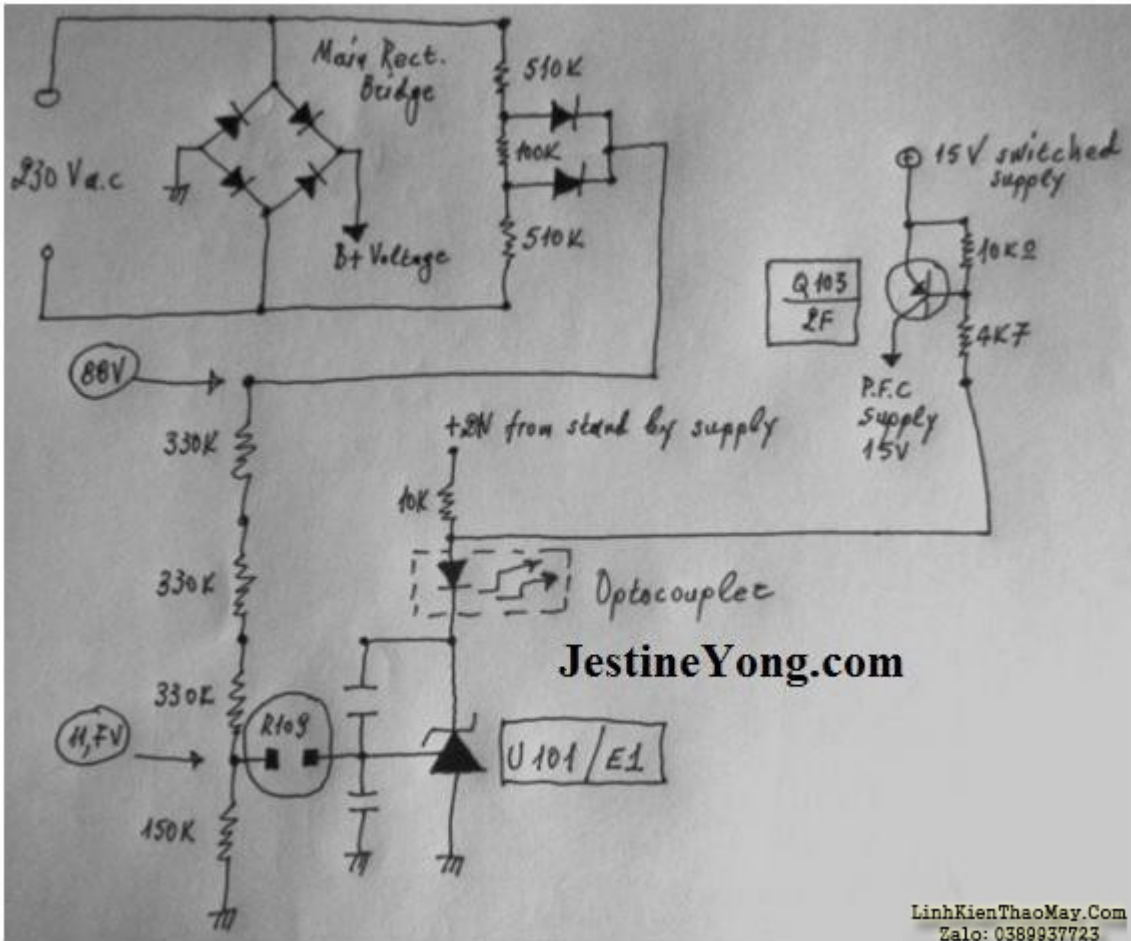 Main Rect.
Bridge
510K
100K
510K
230 Va.c
B+ Voltage
15V switched
supply
10KΩ
Q103
2F
4K7
P.F.C
Supply
15V
88V
330K
+2N from stand by supply
10K
330K
Optocoupler
JestineYong.com
330K
R109
11,7V
U101/E1
150K
LinhKienThaoMay.Com
Zalo: 0389937723